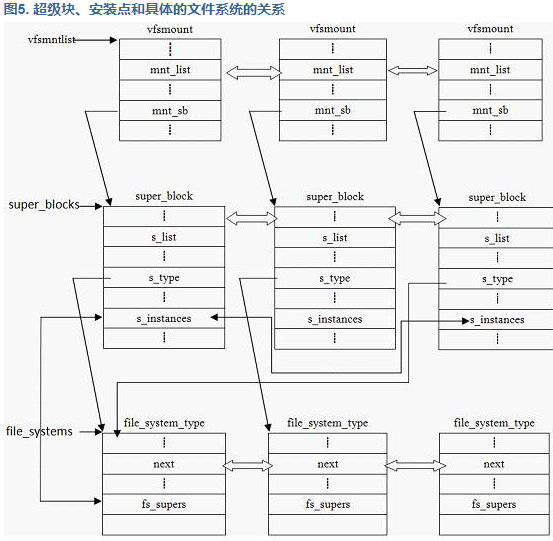 图5. 超级块、安装点和具体的文件系统的关系
vfsmount vfsmount vfsmount
vfsmntlist
mnt_list mnt_list mnt_list
mnt_sb mnt_sb mnt_sb
super_block super_block super_block
super_blocks
s_list s_list s_list
s_type s_type s_type
s_instances s_instances s_instances
file_system_type file_system_type file_system_type
file_systems
next next next
fs_supers fs_supers fs_supers